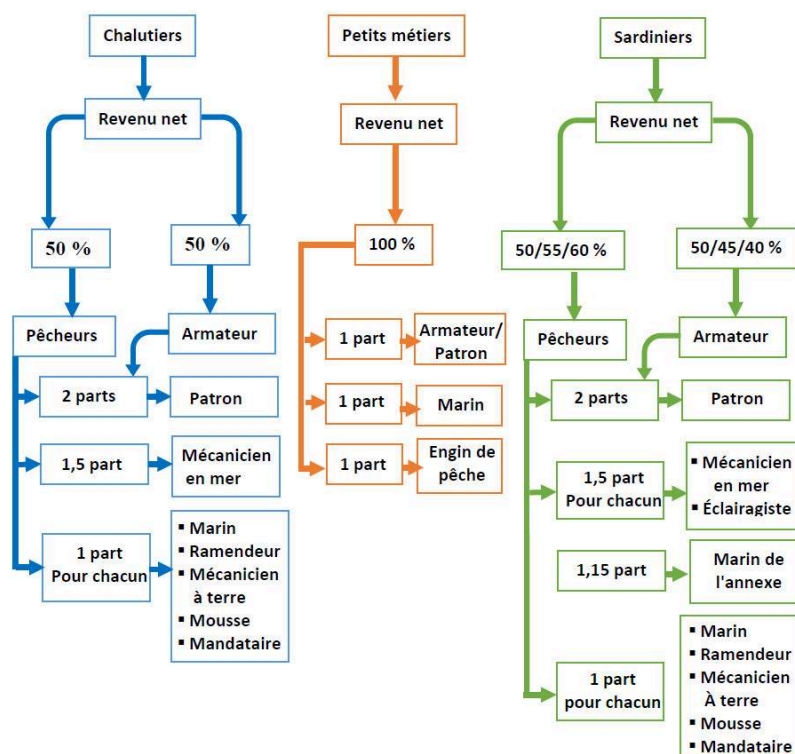 Chalutiers
Revenu net
50 %
50 %
Pêcheurs
Armateur
2 parts
Patron
1,5 part
Mécanicien
en mer
1 part
Pour chacun
▪ Marin
▪ Ramendeur
▪ Mécanicien
à terre
▪ Mousse
▪ Mandataire
Petits métiers
Revenu net
100 %
1 part
Armateur/
Patron
1 part
Marin
1 part
Engin de
pêche
Sardiniers
Revenu net
50/55/60 %
50/45/40 %
Pêcheurs
Armateur
2 parts
Patron
1,5 part
Pour chacun
▪ Mécanicien
en mer
▪ Éclairagiste
1,15 part
Marin de
l'annexe
1 part
pour chacun
▪ Marin
▪ Ramendeur
▪ Mécanicien
À terre
▪ Mousse
▪ Mandataire